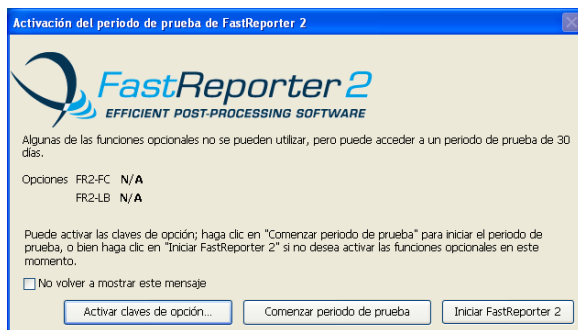 Activación del periodo de prueba de FastReporter 2
FastReporter 2
EFFICIENT POST-PROCESSING SOFTWARE
Algunas de las funciones opcionales no se pueden utilizar, pero puede acceder a un periodo de prueba de 30
días.
Opciones FR2-FC N/A
FR2-LB N/A
Puede activar las claves de opción; haga clic en "Comenzar periodo de prueba" para iniciar el periodo de
prueba, o bien haga clic en "Iniciar FastReporter 2" si no desea activar las funciones opcionales en este
momento.
No volver a mostrar este mensaje
Activar claves de opción... Comenzar periodo de prueba Iniciar FastReporter 2